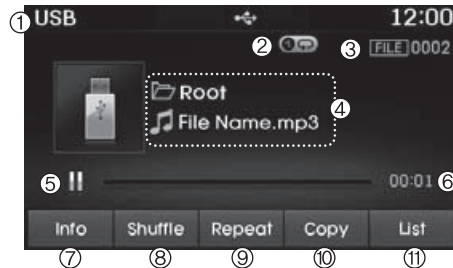 ① USB 12:00
② ① ③ FILE 0002
Root ④
File Name.mp3
⑤ 00:01 ⑥
Info Shuffle Repeat Copy List
⑦ ⑧ ⑨ ⑩ ⑪